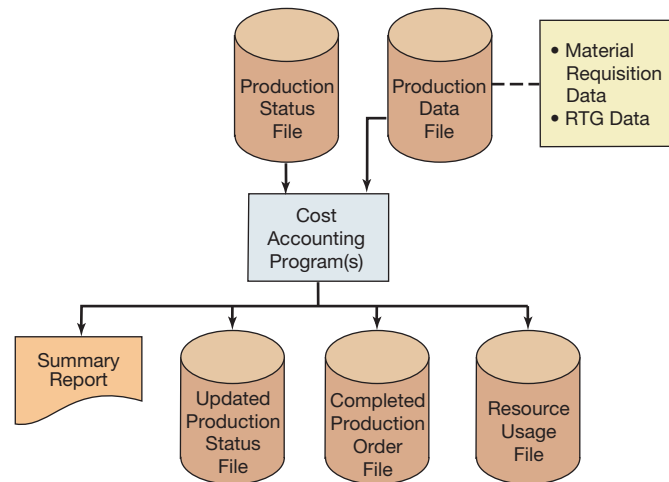 Production
Status
File
Production
Data
File
• Material
Requisition
Data
• RTG Data
Cost
Accounting
Program(s)
Summary
Report
Updated
Production
Status
File
Completed
Production
Order
File
Resource
Usage
File